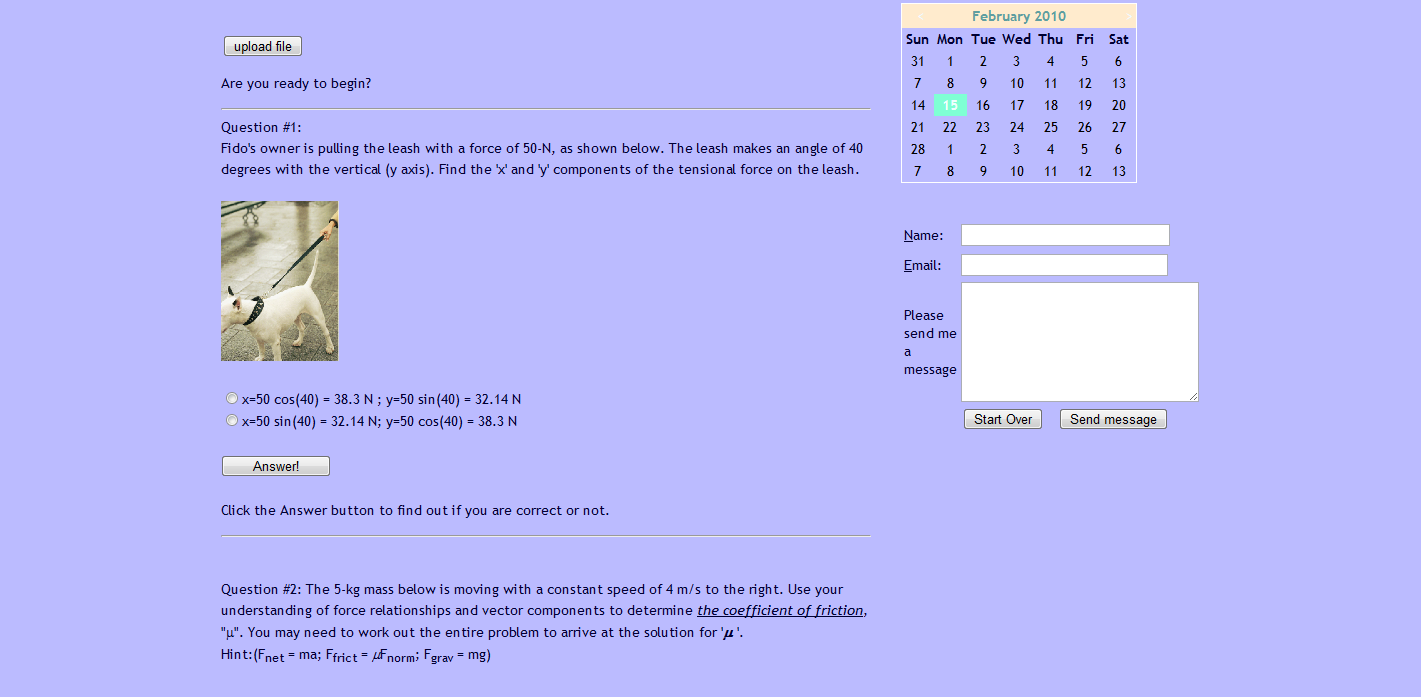 upload file
Are you ready to begin?
Question #1:
Fido's owner is pulling the leash with a force of 50-N, as shown below. The leash makes an angle of 40
degrees with the vertical (y axis). Find the 'x' and 'y' components of the tensional force on the leash.
x=50 cos(40) = 38.3 N ; y=50 sin(40) = 32.14 N
x=50 sin(40) = 32.14 N; y=50 cos(40) = 38.3 N
Answer!
Click the Answer button to find out if you are correct or not.
Question #2: The 5-kg mass below is moving with a constant speed of 4 m/s to the right. Use your
understanding of force relationships and vector components to determine the coefficient of friction,
"μ". You may need to work out the entire problem to arrive at the solution for 'μ '.
Hint:(Fnet = ma; Ffrict = μFnorm; Fgrav = mg)
February 2010
Sun Mon Tue Wed Thu Fri Sat
31 1 2 3 4 5 6
7 8 9 10 11 12 13
14 15 16 17 18 19 20
21 22 23 24 25 26 27
28 1 2 3 4 5 6
7 8 9 10 11 12 13
Name:
Email:
Please
send me
a
message
Start Over Send message